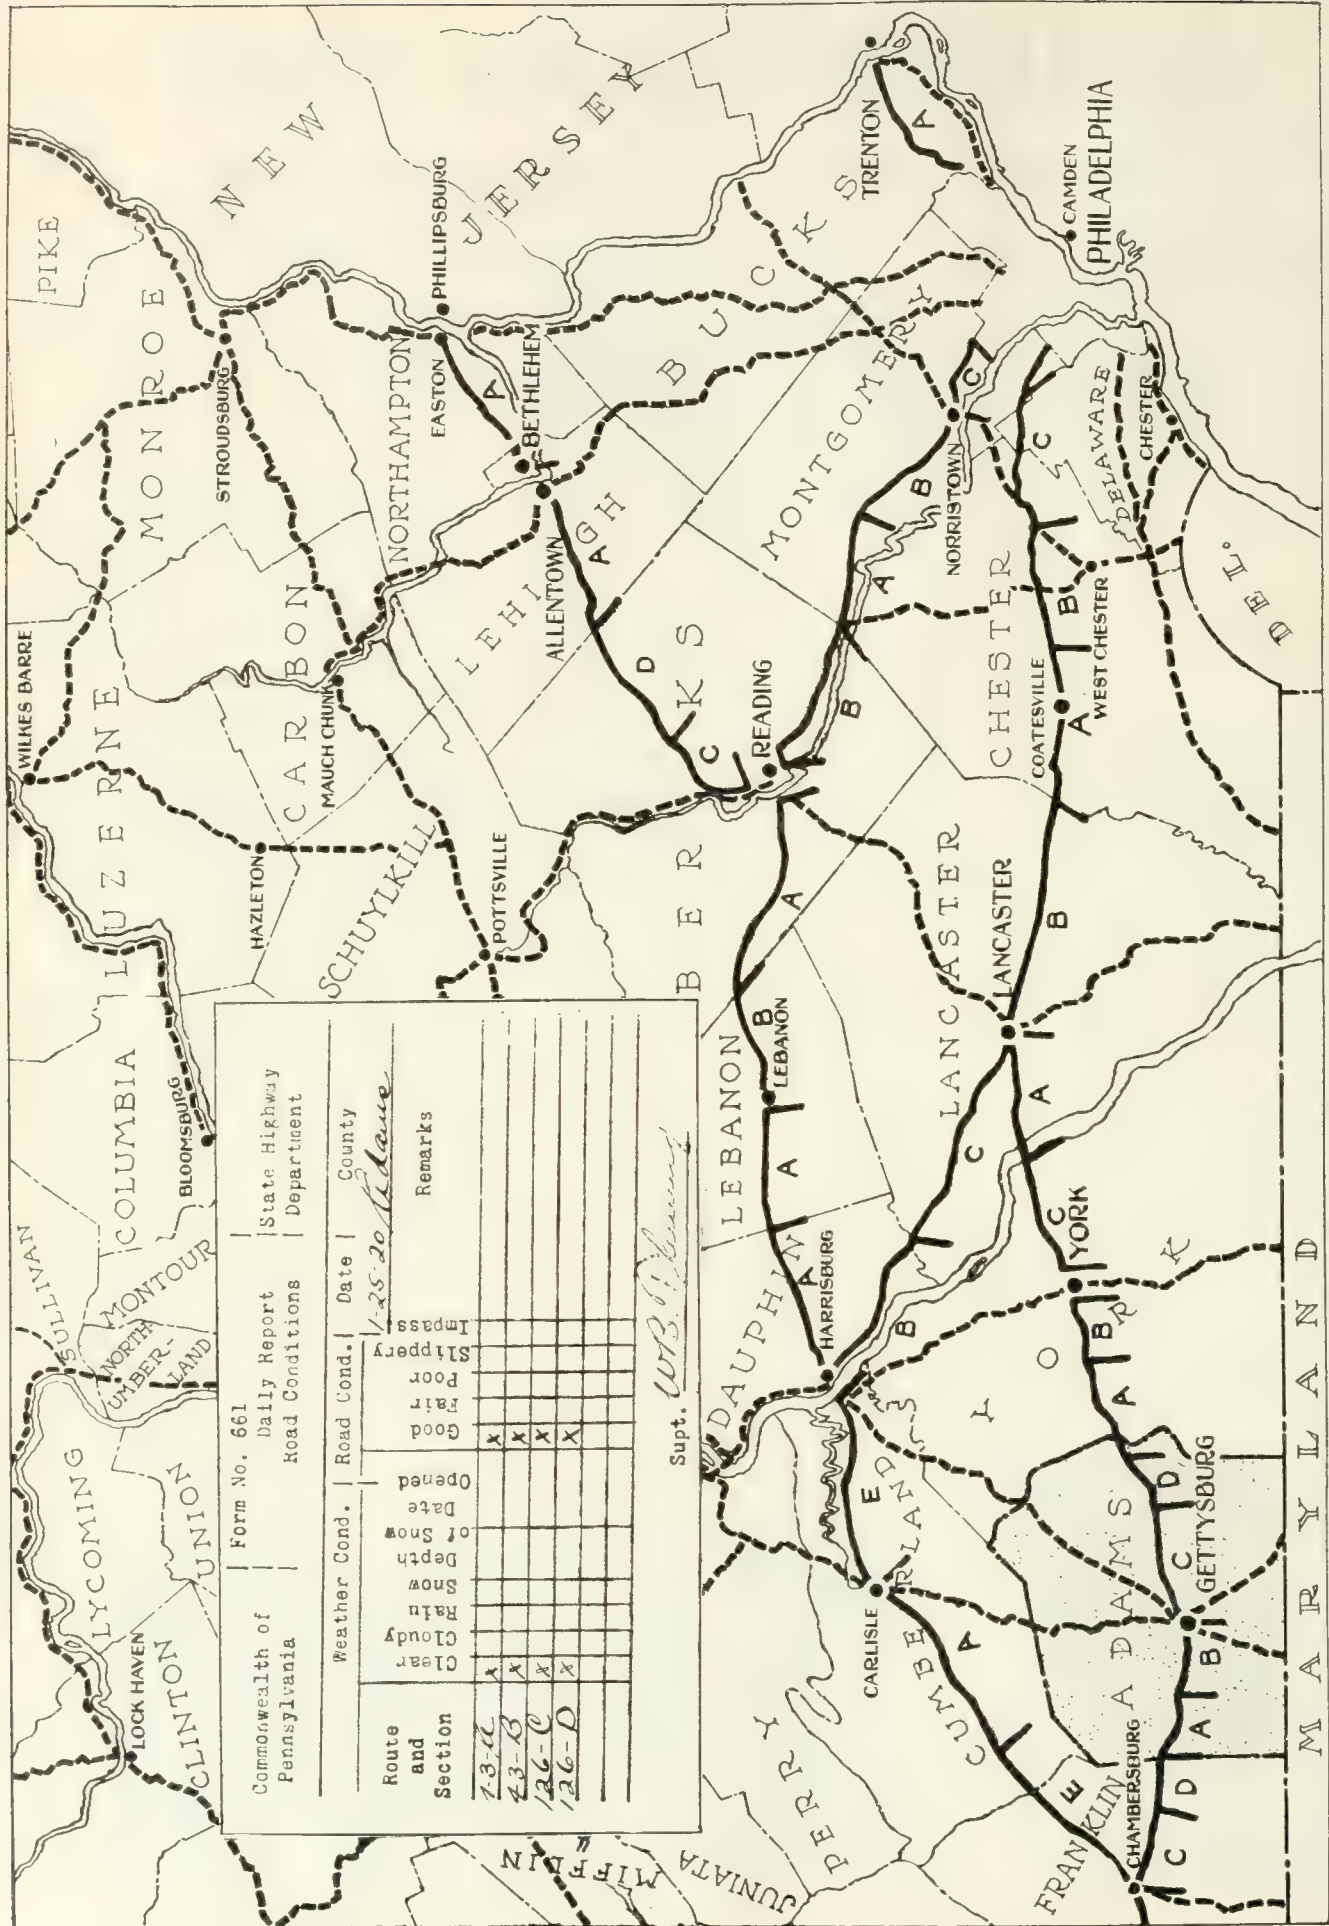 Commonwealth of Pennsylvania
Form No. 661
Daily Report
Road Conditions
State Highway Department
Weather Cond.
Road Cond.
Date
County
1-25-20 Adams
Route and Section
Clear
Cloudy
Rain
Snow
Depth of Snow
Date Opened
Good
Fair
Poor
Slippery
Impass
Remarks
43-B X X
126-C X X
126-D X X
Supt.
PIKE
NEW JERSEY
MONROE
WILKES BARRE
LUZERNE
STROUDSBURG
PHILLIPSBURG
NORTHAMPTON
EASTON
A
BETHLEHEM
CARBON
MAUCH CHUNK
HAZLETON
SCHUYLKILL
POTTSVILLE
LEHIGH
ALLENTOWN
A
D
C
BUCKS
TRENTON
A
CAMDEN
PHILADELPHIA
MONTGOMERY
C
NORRISTOWN
B
A
B
C
DELAWARE
CHESTER
DEL.
BERKS
READING
CHESTER
B
WEST CHESTER
COATESVILLE
A
B
A
B
LEBANON
LEBANON
A
A
LANCASTER
LANCASTER
A
C
B
C
YORK
YORK
B
A
D
C
SULLIVAN
COLUMBIA
BLOOMSBURG
MONTOUR
NORTH
UMBER-
LAND
LYCOMING
UNION
LOCK HAVEN
CLINTON
MIFFLIN
JUNIATA
PERRY
DAUPHIN
HARRISBURG
E
CARLISLE
CUMBERLAND
A
E
ADAMS
GETTYSBURG
B
A
D
C
FRANKLIN
CHAMBERSBURG
MARYLAND